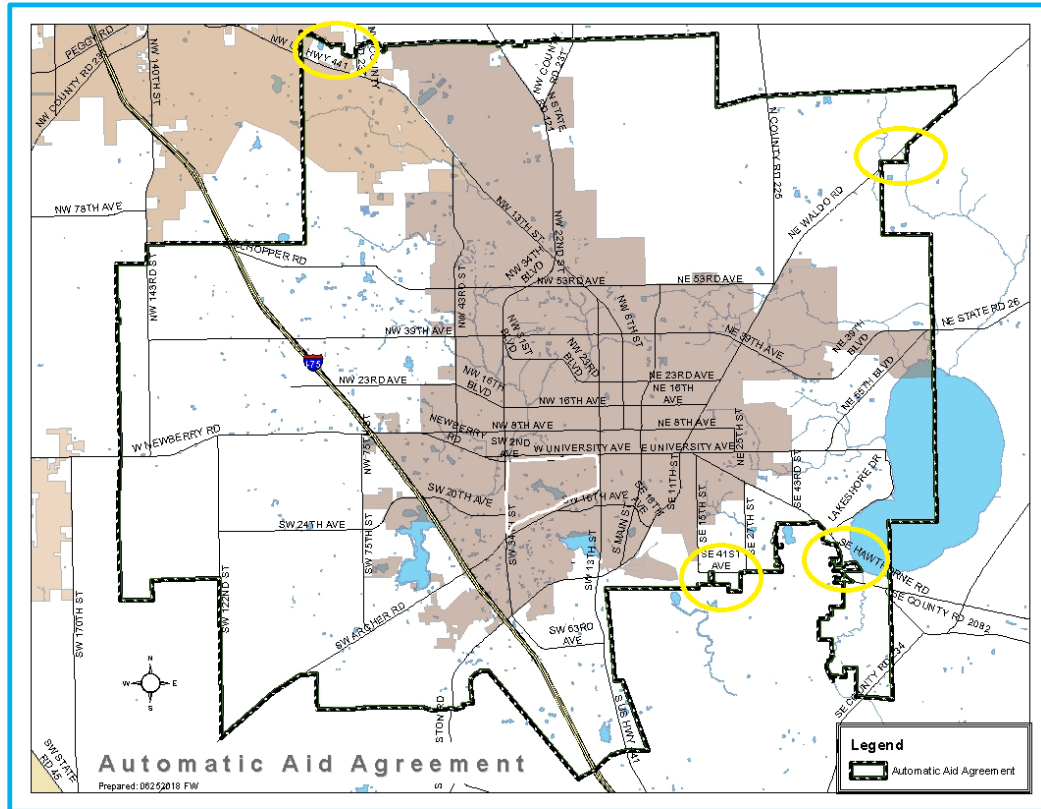 PEGGY RD
NW COUNTY RD 23
NW 140TH ST
HWY 441
NW COUNTY
NW COUNTY
RD 231
N STATE
RD 121
N COUNTY RD 225
NE WALDO RD
NW 78TH AVE
NW 143RD ST
NW 43RD ST
NW 13TH ST
NW 34TH
BLVD
NW 22ND ST
NW 53RD AVE
NE 53RD AVE
NW 6TH ST
NE STATE RD 26
NW 39TH AVE
NE 39TH AVE
NE 39TH
BLVD
NW 31ST
BLVD
NW 23RD
BLVD
NE 55TH BLVD
NW 23RD AVE
NW 16TH
BLVD
NE 23RD AVE
NE 16TH
AVE
NW 16TH AVE
NW 8TH AVE
NE 8TH AVE
NE 25TH ST
W NEWBERRY RD
NEWBERRY
RD
NW 75TH ST
SW 2ND
AVE
W UNIVERSITY AVE
E UNIVERSITY AVE
SE 43RD ST
LAKESHORE DR
SW 20TH AVE
SW 24TH AVE
SW 16TH AVE
SE 16TH
AVE
SE 11TH ST
SE 15TH ST
SE 27TH ST
SW 75TH ST
SW 34TH ST
S MAIN ST
SW 13TH ST
SE 41ST
AVE
SE HAWTHORNE RD
SE COUNTY RD 2082
SW 170TH ST
SW 122ND ST
SW ARCHER RD
SW 63RD
AVE
SE COUNTY RD 234
S US HWY 441
STON RD
SW STATE
RD 45
N
W E
S
Automatic Aid Agreement
Prepared: 06252018 FW
Legend
Automatic Aid Agreement